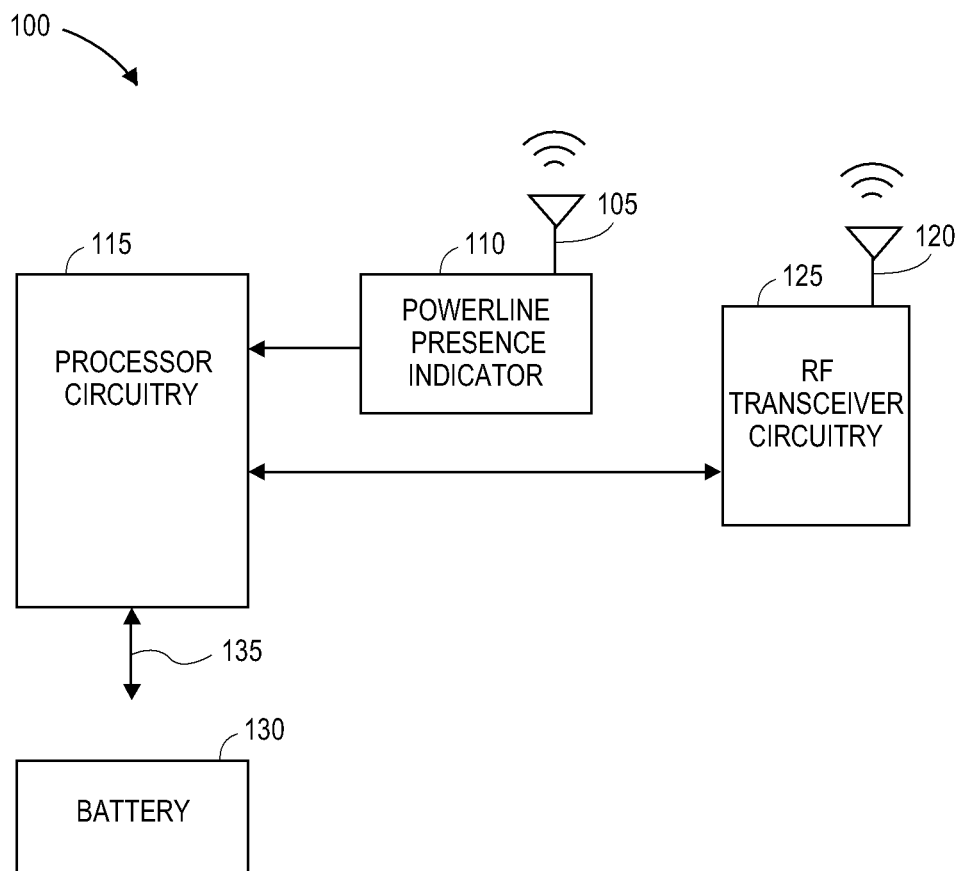 100
105
120
115
110
125
POWERLINE
PRESENCE
INDICATOR
PROCESSOR
CIRCUITRY
RF
TRANSCEIVER
CIRCUITRY
135
130
BATTERY